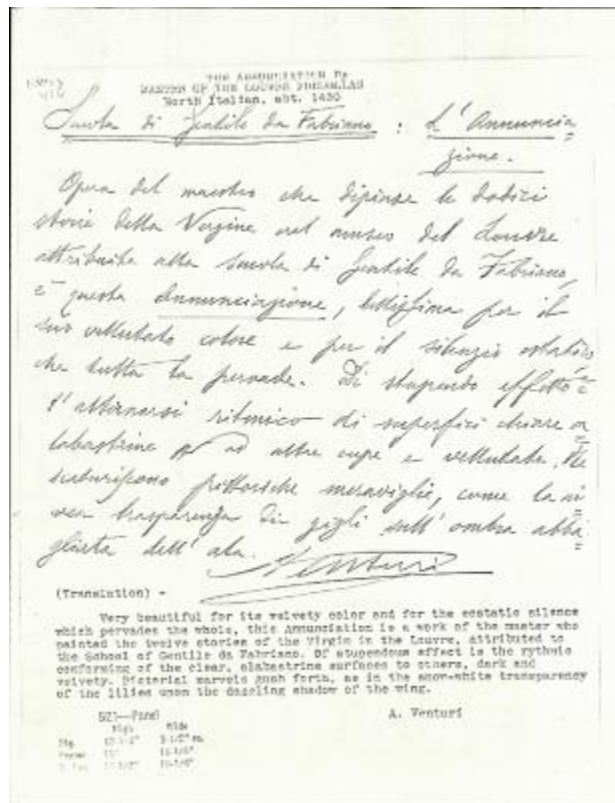 THE ANNUNCIATION By
MASTER OF THE LOUVRE PREDELLAS
North Italian, abt. 1430
Scuola di Gentile da Fabriano : L'Annuncia=
zione.
Opera del maestro che dipinse le dodici
storie della Vergine nel museo del Louvre
attribuite alla scuola di Gentile da Fabriano,
è questa Annunciazione, bellissima per il
suo vellutato colore e per il silenzio estatico
che tutta la pervade. Di stupendo effetto è
l'attenersi ritmico di superfici chiare a=
labastrine ad altre cupe e vellutate. Ne
scaturiscono pittoriche meraviglie, come la ni=
vea trasparenza di gigli sull'ombra abba=
gliata dell'ala.
A Venturi
(Translation) -
Very beautiful for its velvety color and for the ecstatic silence
which pervades the whole, this Annunciation is a work of the master who
painted the twelve stories of the Virgin in the Louvre, attributed to
the School of Gentile da Fabriano. Of stupendous effect is the rythmic
conforming of the clear, alabastrine surfaces to others, dark and
velvety. Pictorial marvels gush forth, as in the snow-white transparency
of the lilies upon the dazzling shadow of the wing.
A. Venturi
High Wide